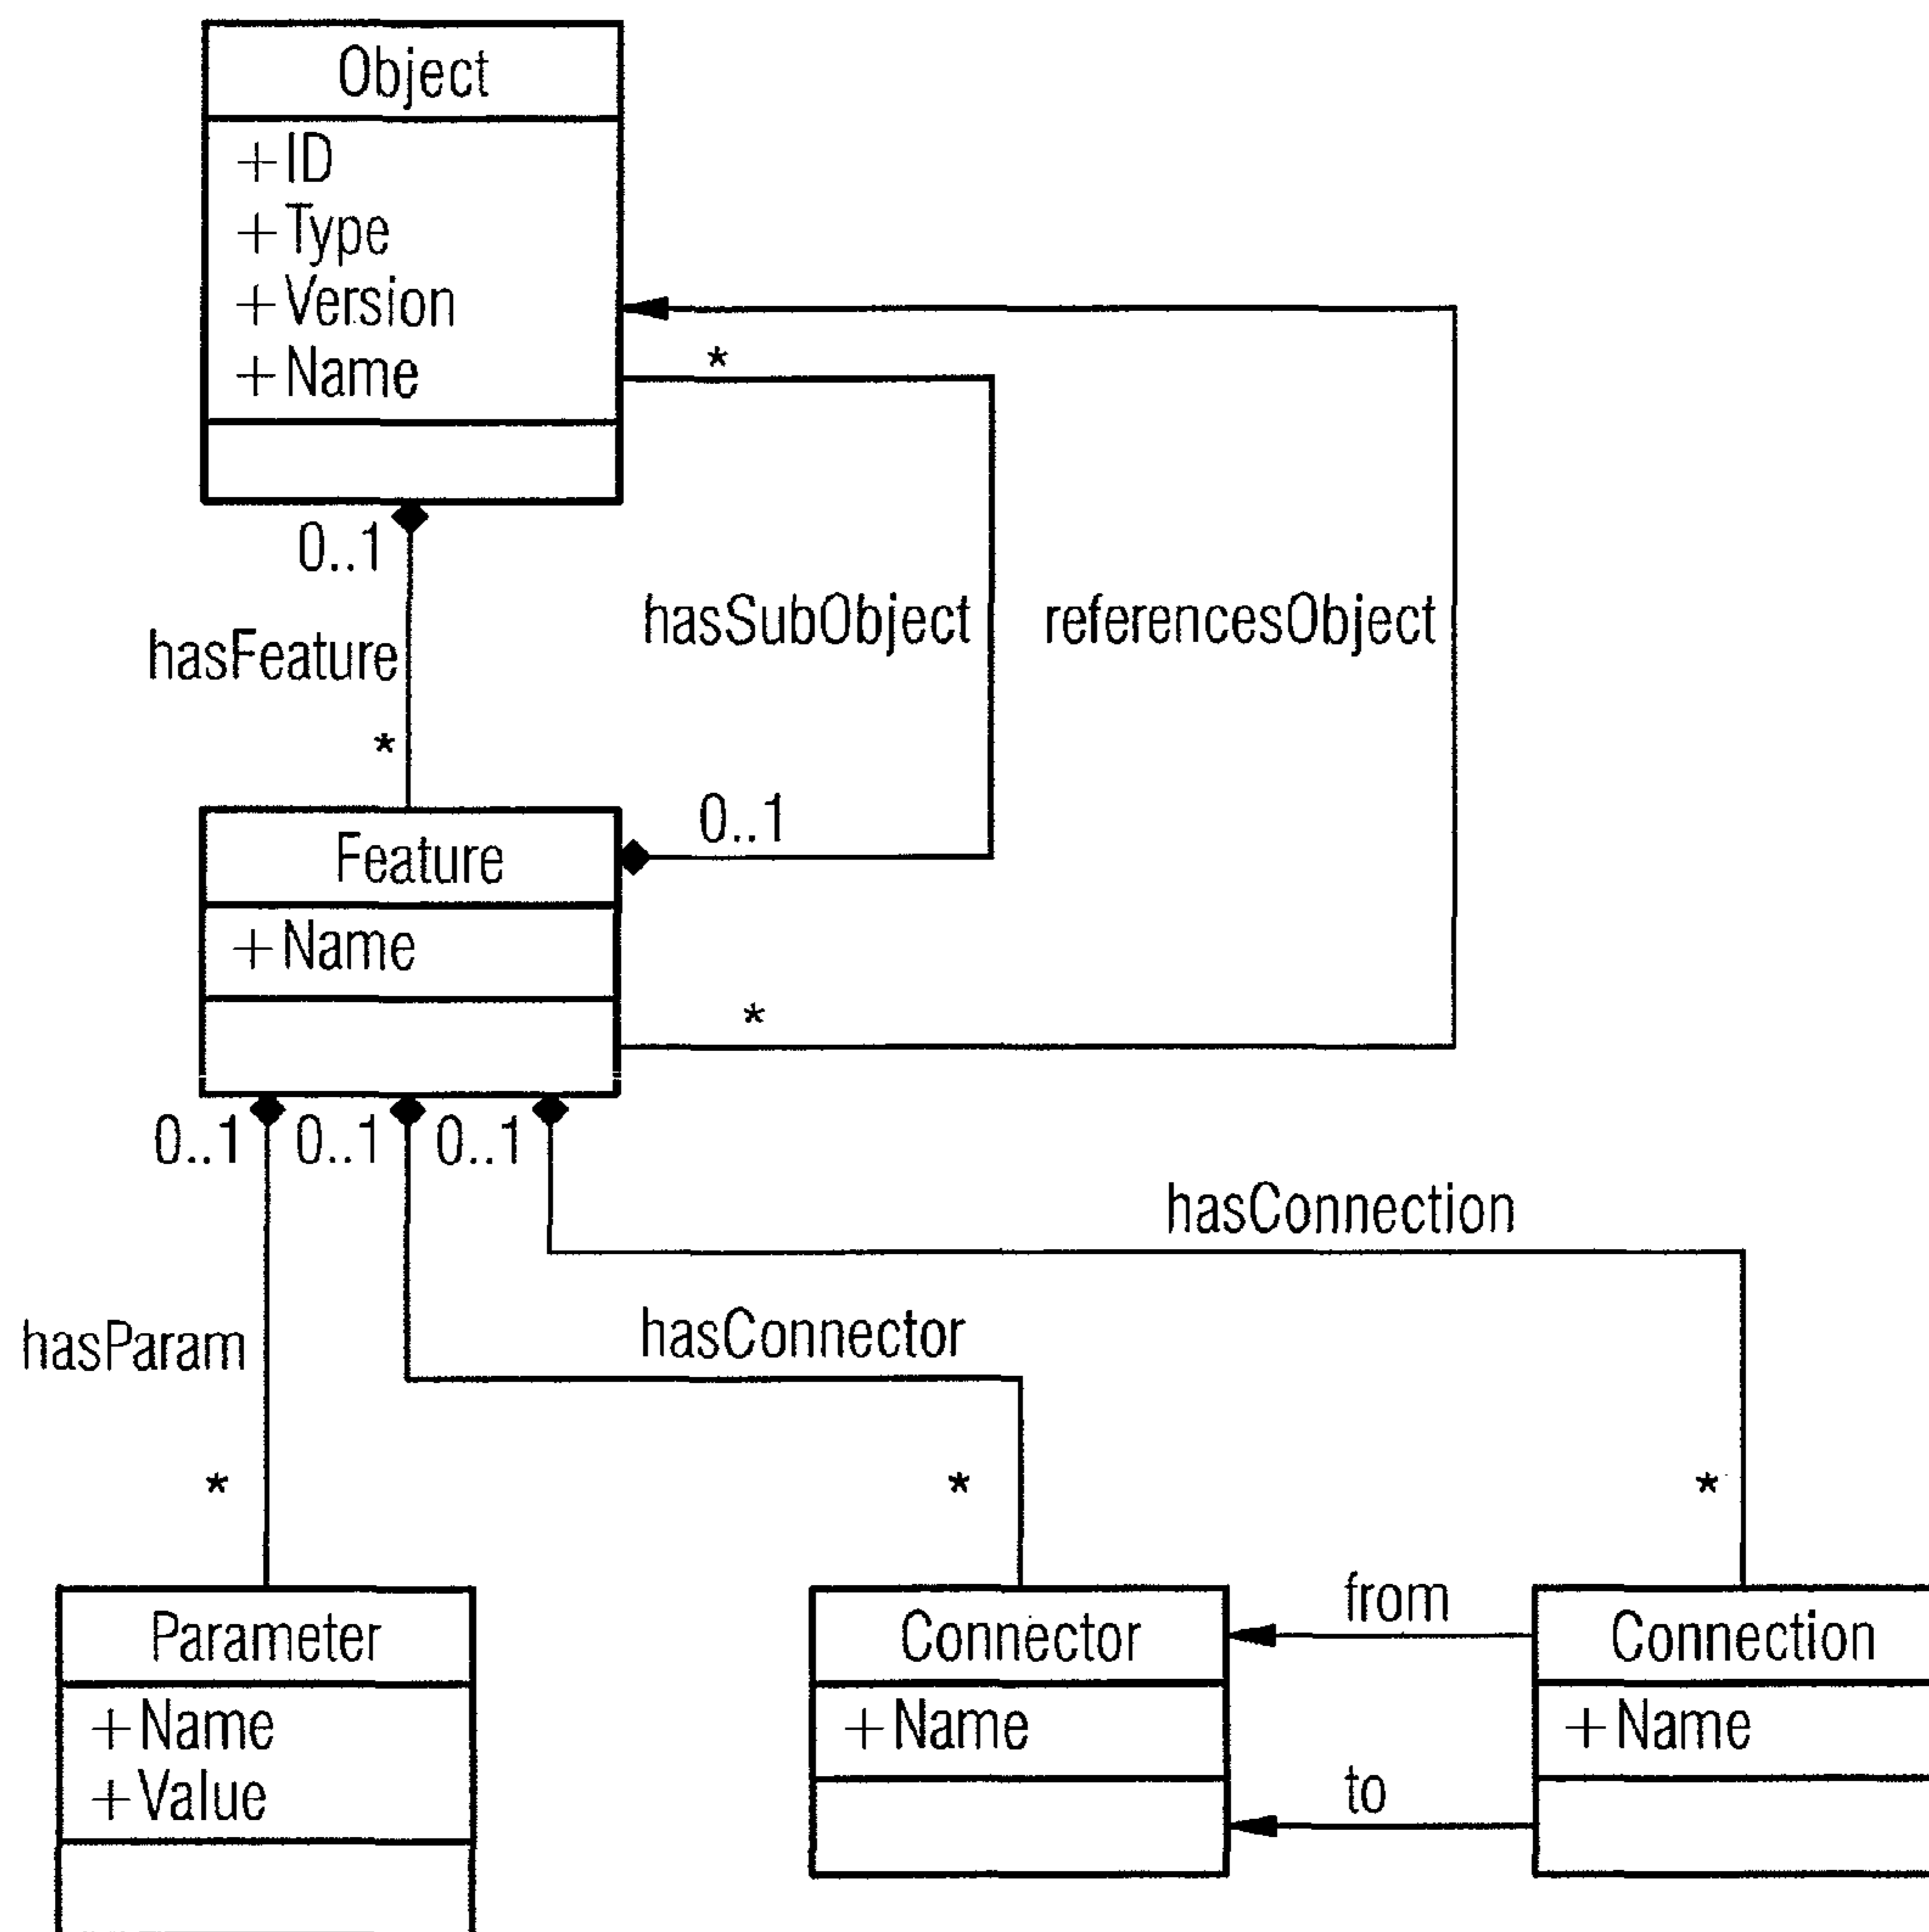 Object
+ID
+Type
+Version
+Name
*
0..1
hasSubObject
referencesObject
hasFeature
*
0..1
Feature
+Name
*
0..1
0..1
0..1
hasConnection
hasConnector
hasParam
*
*
*
from
Parameter
Connector
Connection
+Name
+Value
+Name
+Name
to